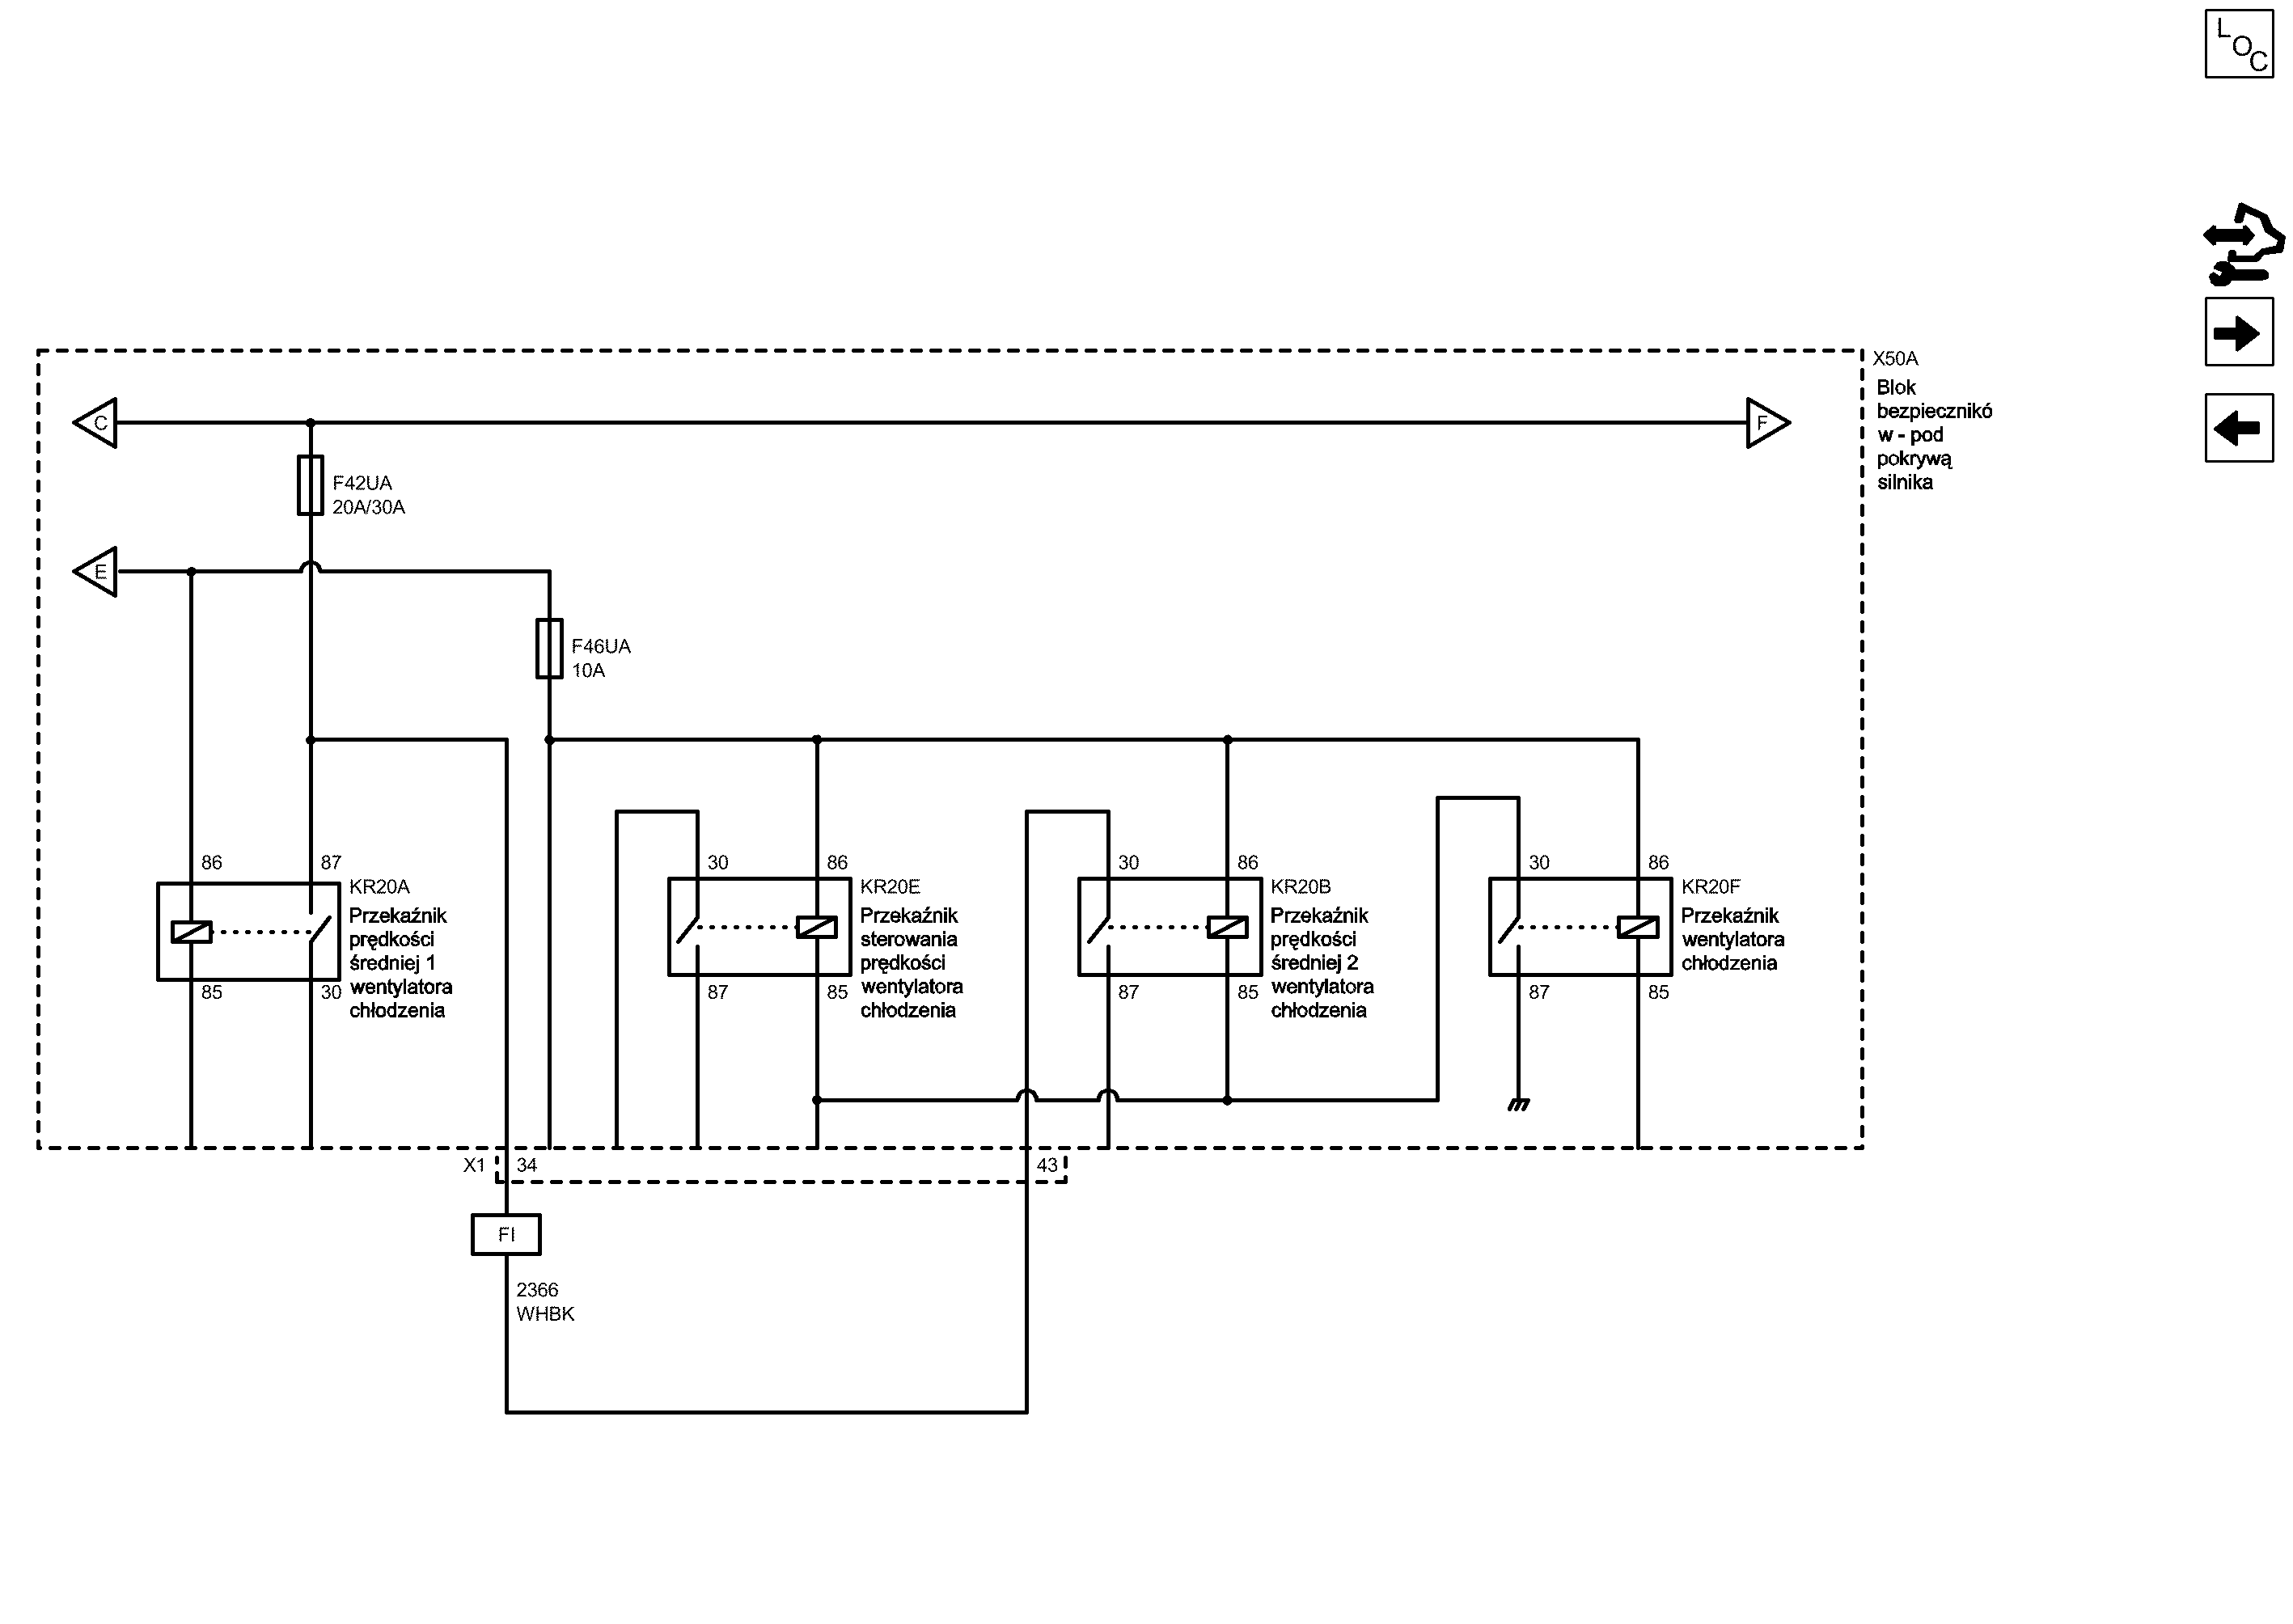 L
O
C
X50A
Blok
bezpiecznikó
w - pod
pokrywą
silnika
C
F
F42UA
20A/30A
E
F46UA
10A
86
87
KR20A
Przekaźnik
prędkości
średniej 1
wentylatora
chłodzenia
85
30
30
86
KR20E
Przekaźnik
sterowania
prędkości
wentylatora
chłodzenia
87
85
30
86
KR20B
Przekaźnik
prędkości
średniej 2
wentylatora
chłodzenia
87
85
30
86
KR20F
Przekaźnik
wentylatora
chłodzenia
87
85
X1
34
43
FI
2366
WHBK